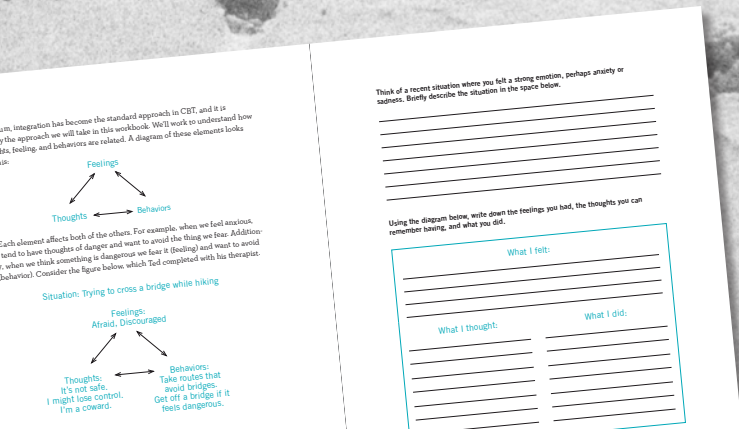 um, integration has become the standard approach in CBT, and it is
y the approach we will take in this workbook. We'll work to understand how
hts, feeling, and behaviors are related. A diagram of these elements looks
is:
Feelings
Thoughts
Behaviors
Each element affects both of the others. For example, when we feel anxious,
tend to have thoughts of danger and want to avoid the thing we fear. Addition-
, when we think something is dangerous we fear it (feeling) and want to avoid
(behavior). Consider the figure below, which Ted completed with his therapist.
Situation: Trying to cross a bridge while hiking
Feelings:
Afraid, Discouraged
Thoughts:
It's not safe.
I might lose control.
I'm a coward.
Behaviors:
Take routes that
avoid bridges.
Get off a bridge if it
feels dangerous.
Think of a recent situation where you felt a strong emotion, perhaps anxiety or
sadness. Briefly describe the situation in the space below.
Using the diagram below, write down the feelings you had, the thoughts you can
remember having, and what you did.
What I felt:
What I thought:
What I did: